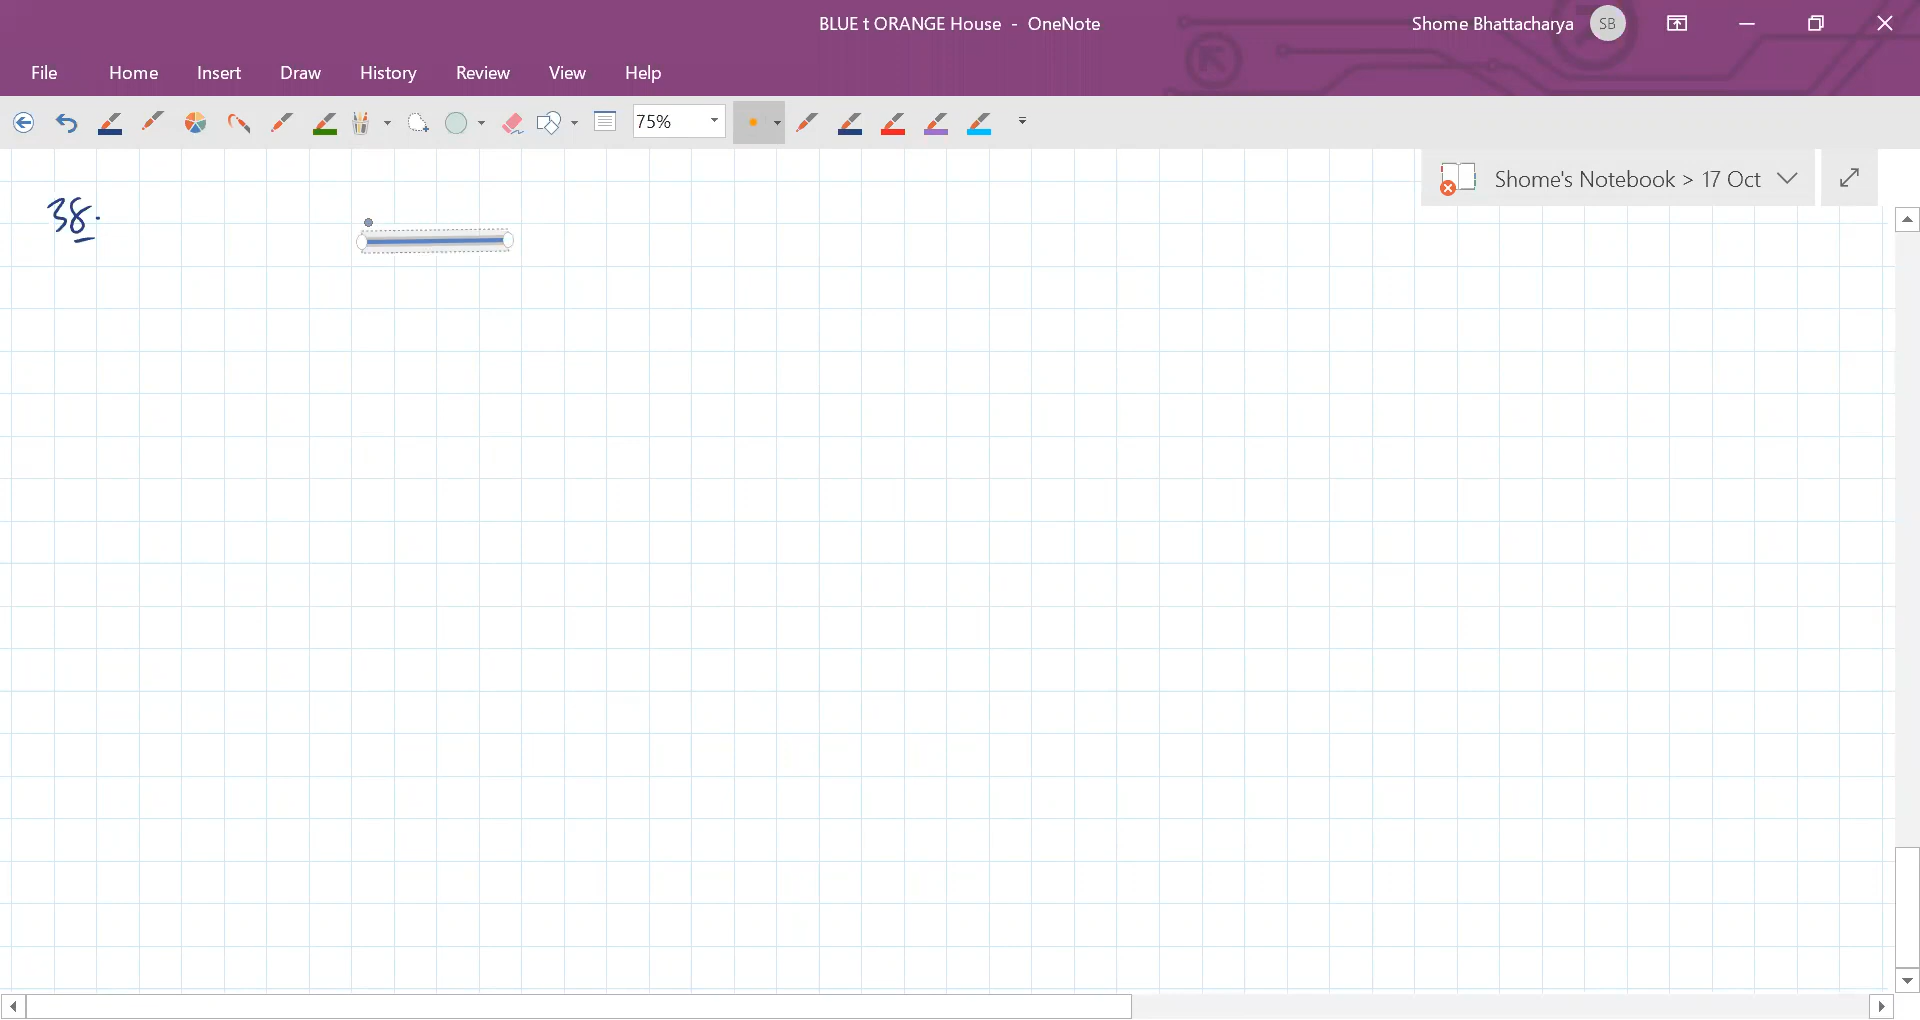 BLUE t ORANGE House - OneNote
Shome Bhattacharya SB
File Home Insert Draw History Review View Help
75%
Shome's Notebook > 17 Oct
38.